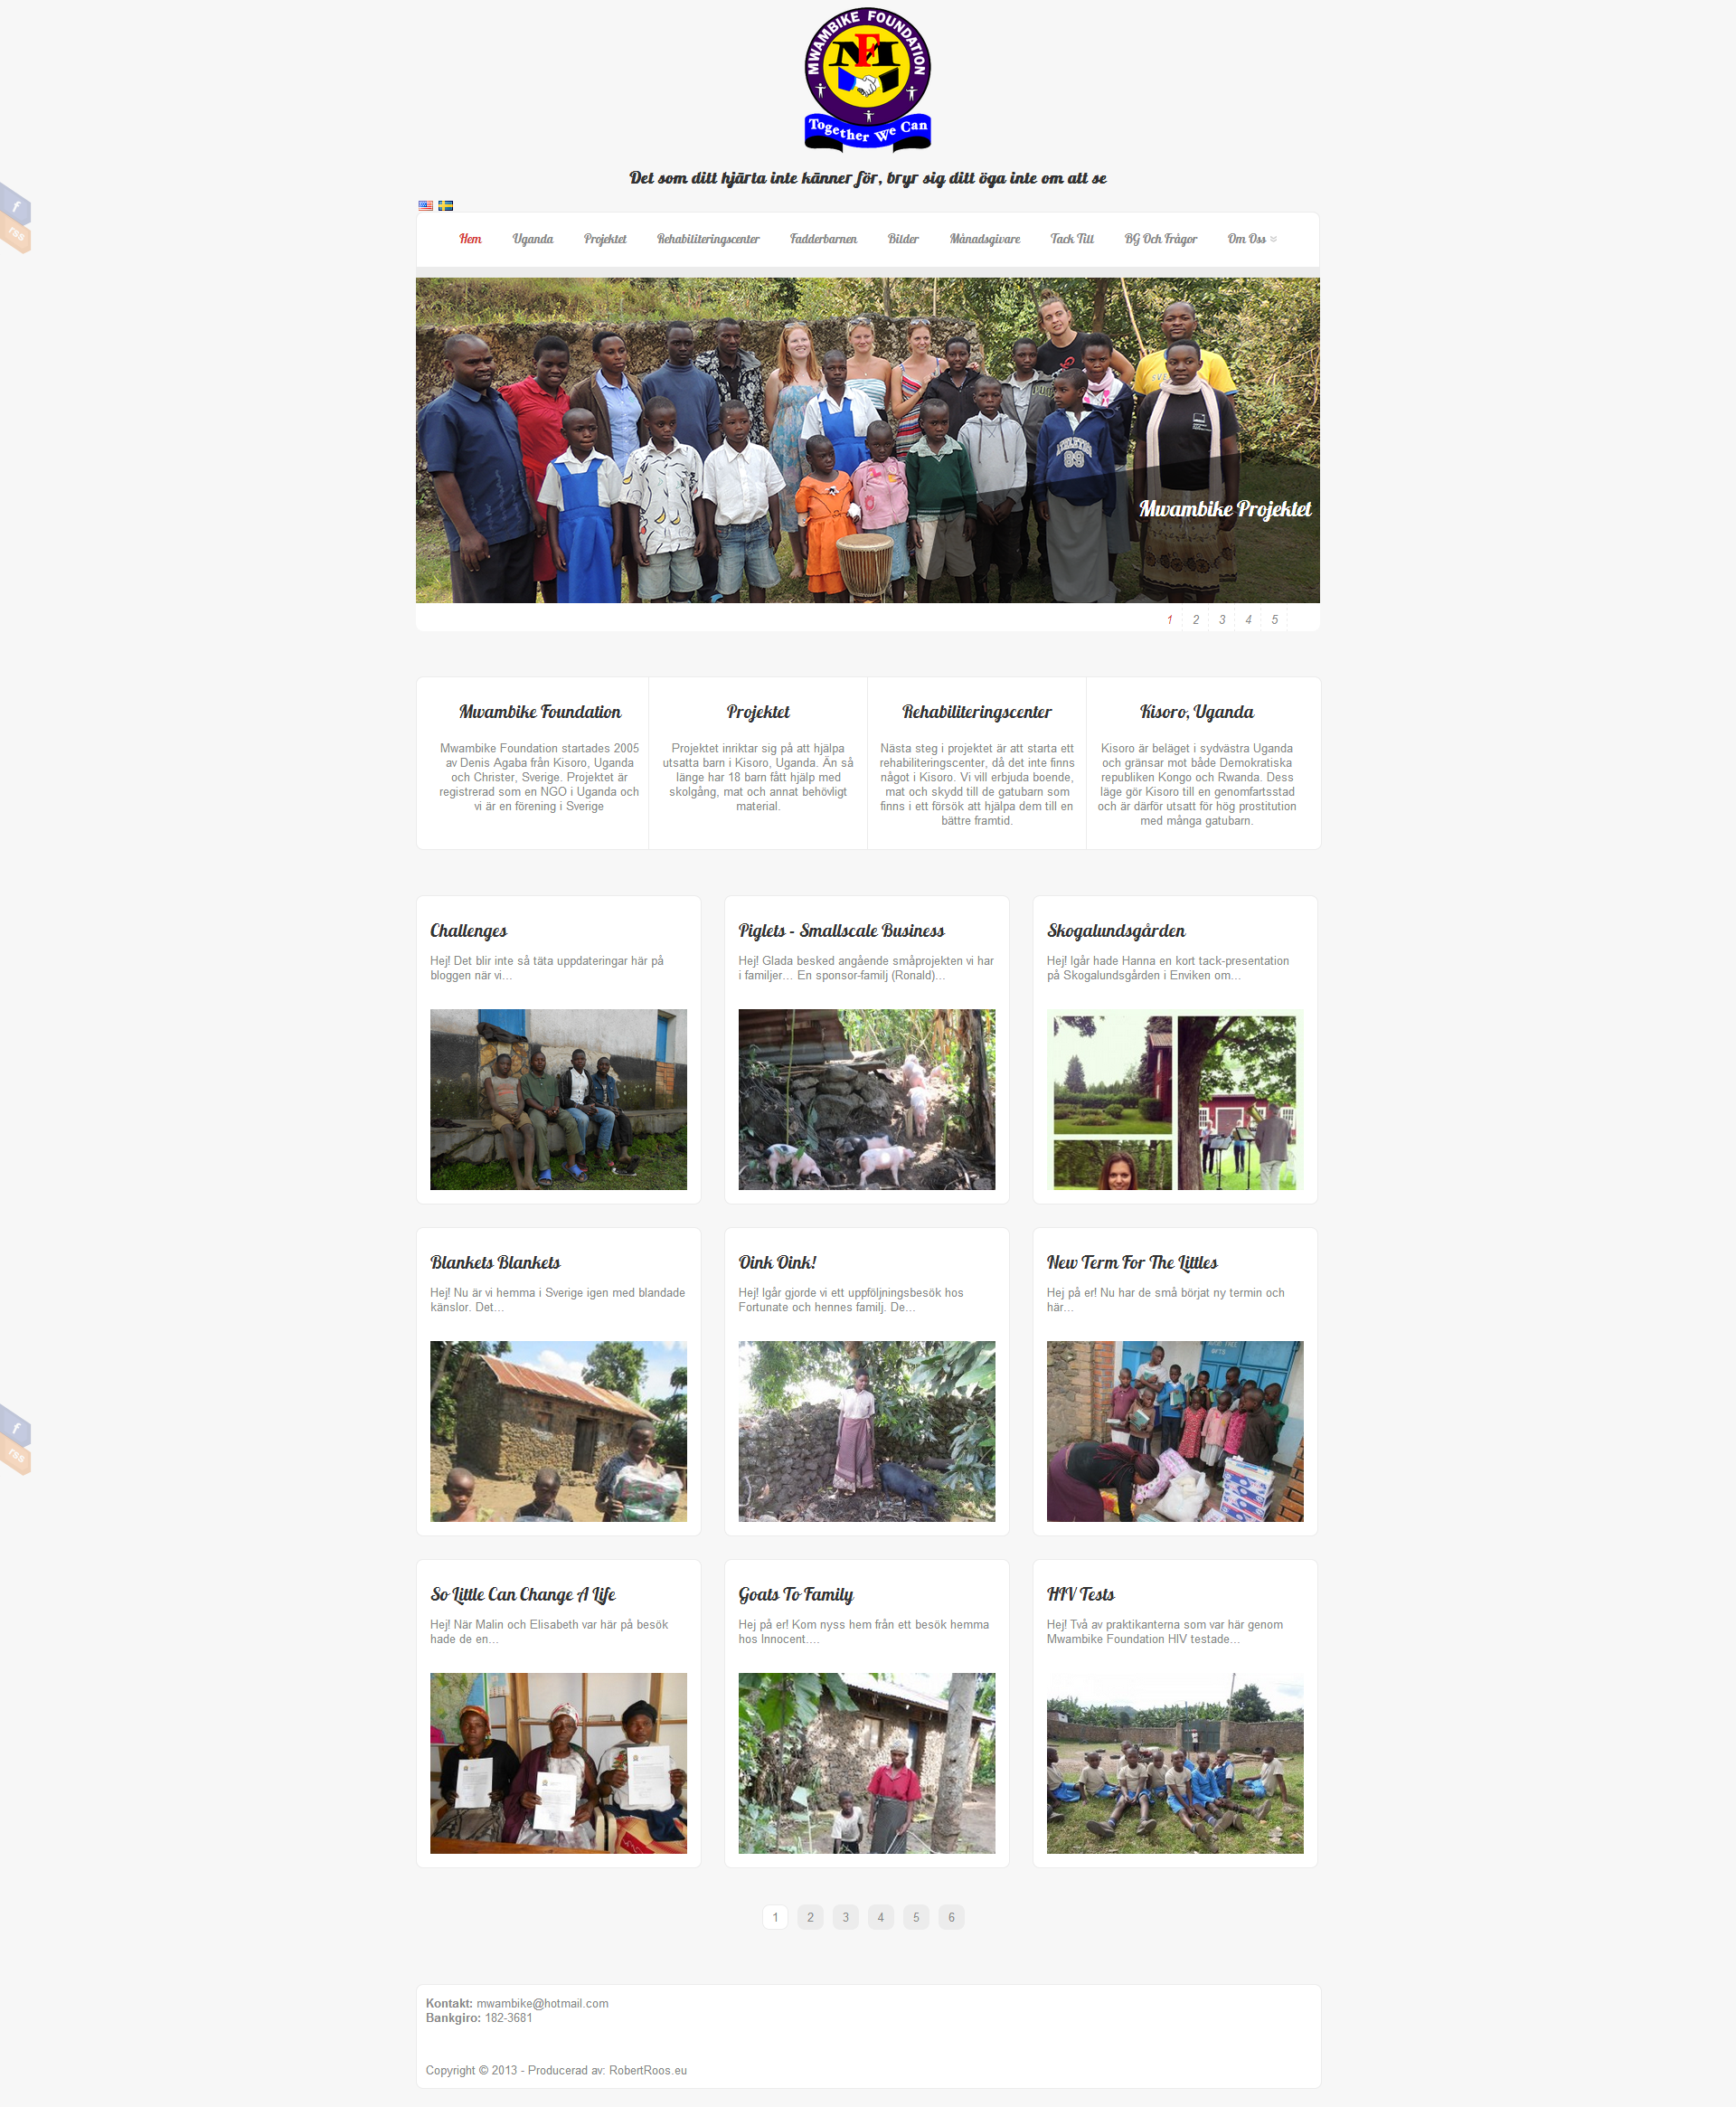 MWAMBIKE FOUNDATION
MFI
Together We Can
Det som ditt hjärta inte känner för, bryr sig ditt öga inte om att se
f
rss
Hem Uganda Projektet Rehabiliteringscenter Fadderbarnen Bilder Månadsgivare Tack Till BG Och Frågor Om Oss
Mwambike Projektet
1 2 3 4 5
Mwambike Foundation
Mwambike Foundation startades 2005
av Denis Agaba från Kisoro, Uganda
och Christer, Sverige. Projektet är
registrerad som en NGO i Uganda och
vi är en förening i Sverige
Projektet
Projektet inriktar sig på att hjälpa
utsatta barn i Kisoro, Uganda. Än så
länge har 18 barn fått hjälp med
skolgång, mat och annat behövligt
material.
Rehabiliteringscenter
Nästa steg i projektet är att starta ett
rehabiliteringscenter, då det inte finns
något i Kisoro. Vi vill erbjuda boende,
mat och skydd till de gatubarn som
finns i ett försök att hjälpa dem till en
bättre framtid.
Kisoro, Uganda
Kisoro är beläget i sydvästra Uganda
och gränsar mot både Demokratiska
republiken Kongo och Rwanda. Dess
läge gör Kisoro till en genomfartsstad
och är därför utsatt för hög prostitution
med många gatubarn.
Challenges
Hej! Det blir inte så täta uppdateringar här på
bloggen när vi...
Piglets - Smallscale Business
Hej! Glada besked angående småprojekten vi har
i familjer... En sponsor-familj (Ronald)...
Skogalundsgården
Hej! Igår hade Hanna en kort tack-presentation
på Skogalundsgården i Enviken om...
Blankets Blankets
Hej! Nu är vi hemma i Sverige igen med blandade
känslor. Det...
Oink Oink!
Hej! Igår gjorde vi ett uppföljningsbesök hos
Fortunate och hennes familj. De...
New Term For The Littles
Hej på er! Nu har de små börjat ny termin och
här...
f
rss
So Little Can Change A Life
Hej! När Malin och Elisabeth var här på besök
hade de en...
Goats To Family
Hej på er! Kom nyss hem från ett besök hemma
hos Innocent....
HIV Tests
Hej! Två av praktikanterna som var här genom
Mwambike Foundation HIV testade...
1 2 3 4 5 6
Kontakt: mwambike@hotmail.com
Bankgiro: 182-3681
Copyright © 2013 - Producerad av: RobertRoos.eu